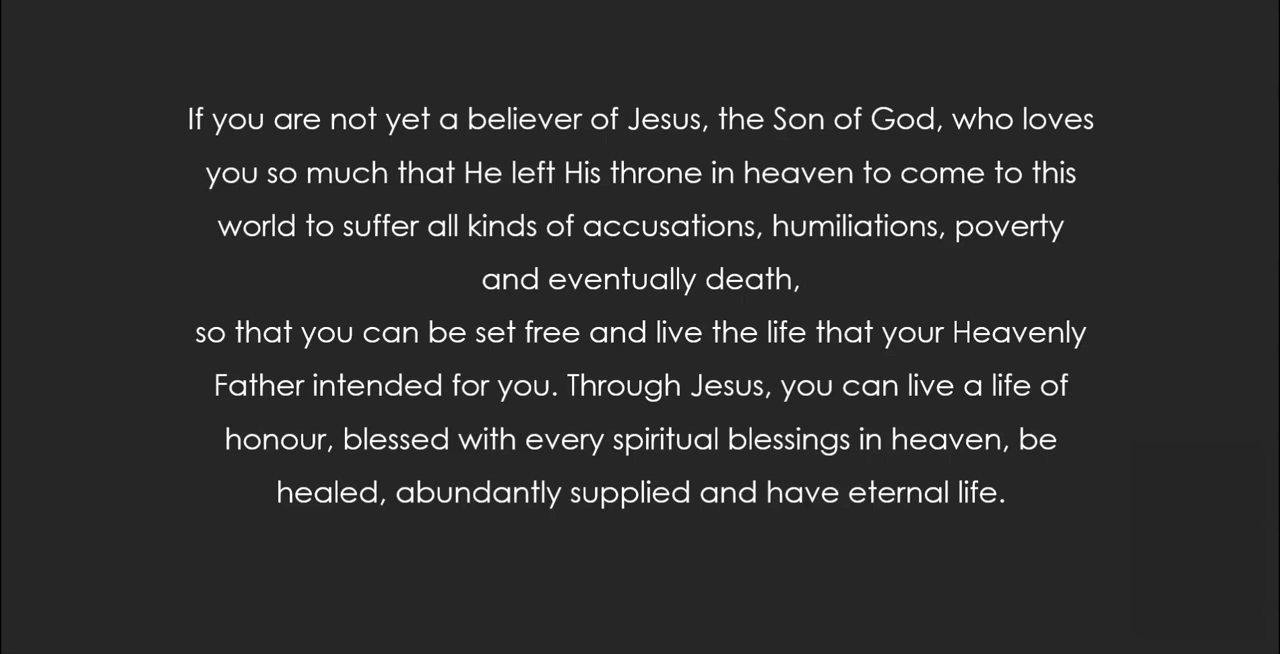 If you are not yet a believer of Jesus, the Son of God, who loves
you so much that He left His throne in heaven to come to this
world to suffer all kinds of accusations, humiliations, poverty
and eventually death,
so that you can be set free and live the life that your Heavenly
Father intended for you. Through Jesus, you can live a life of
honour, blessed with every spiritual blessings in heaven, be
healed, abundantly supplied and have eternal life.